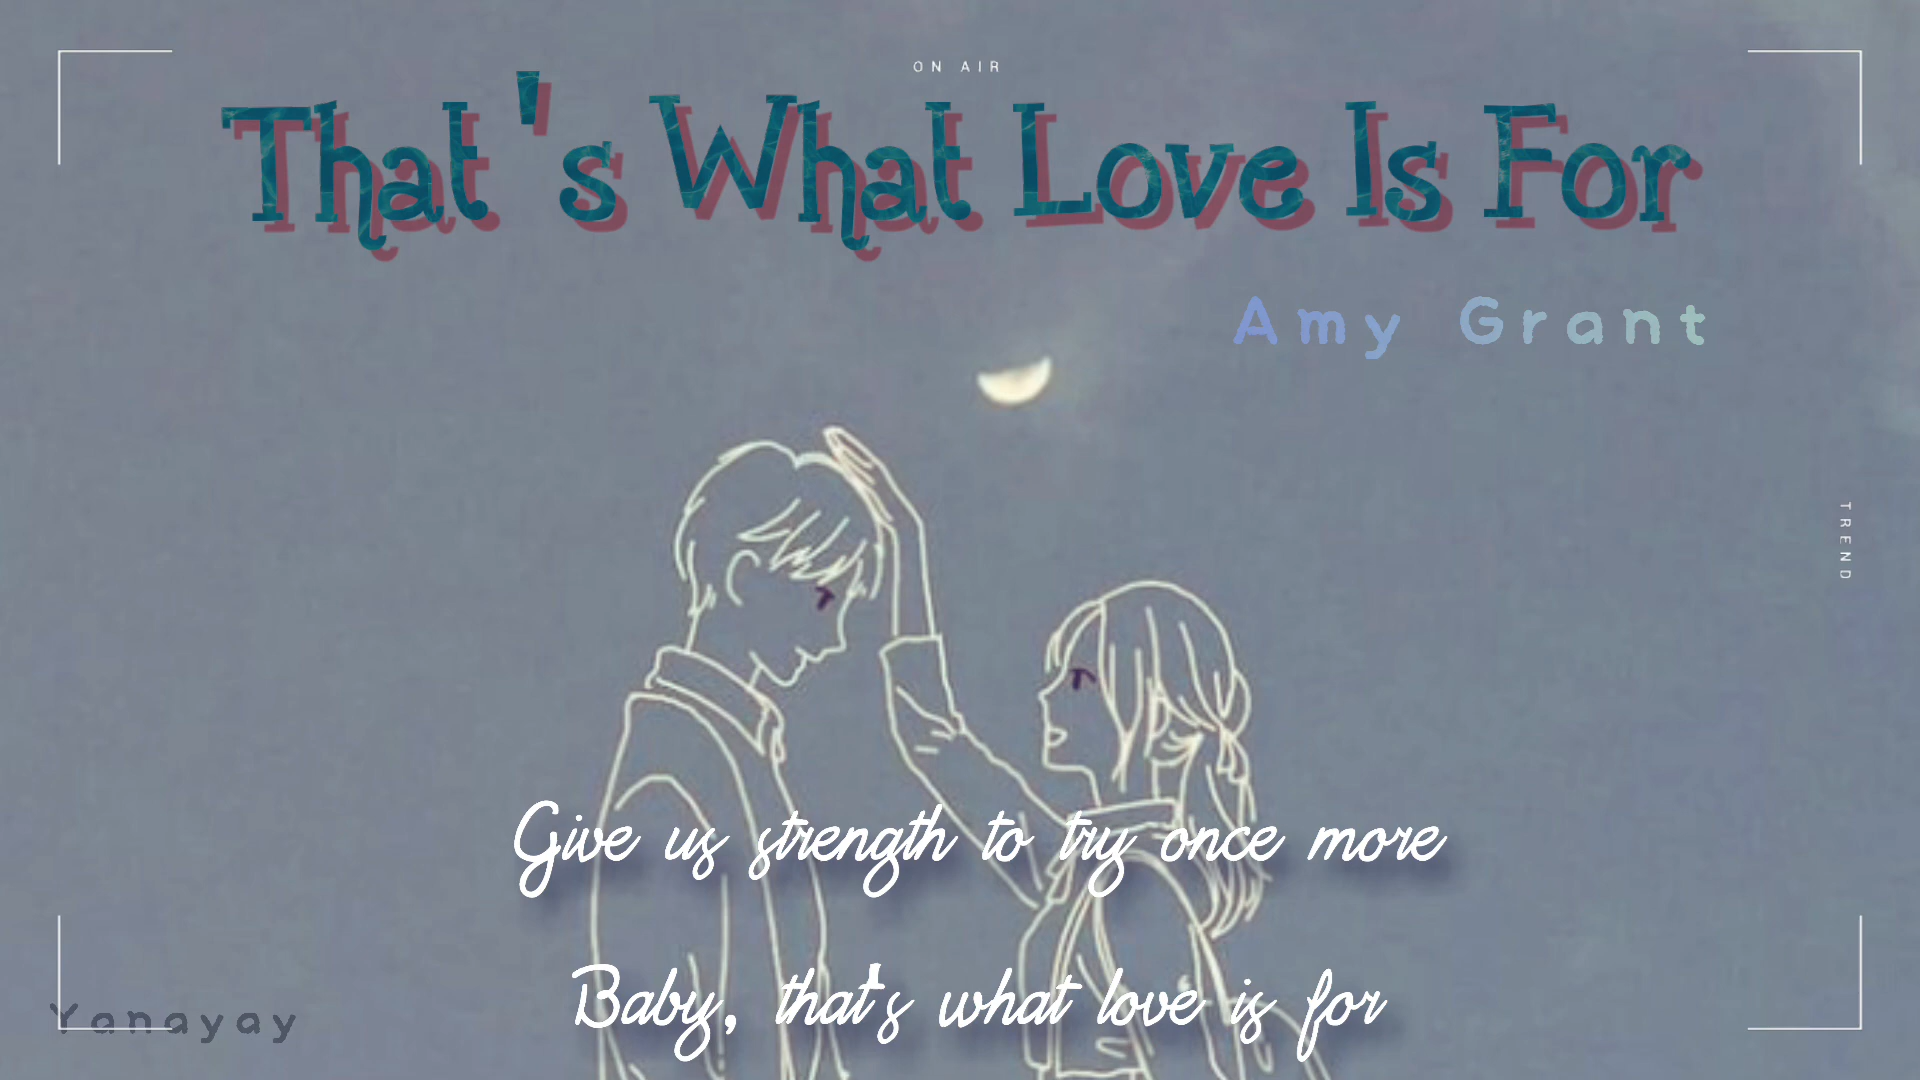 ON AIR
That's What Love Is For
Amy Grant
TREND
Give us strength to try once more
Baby, that's what love is for
Yanayay